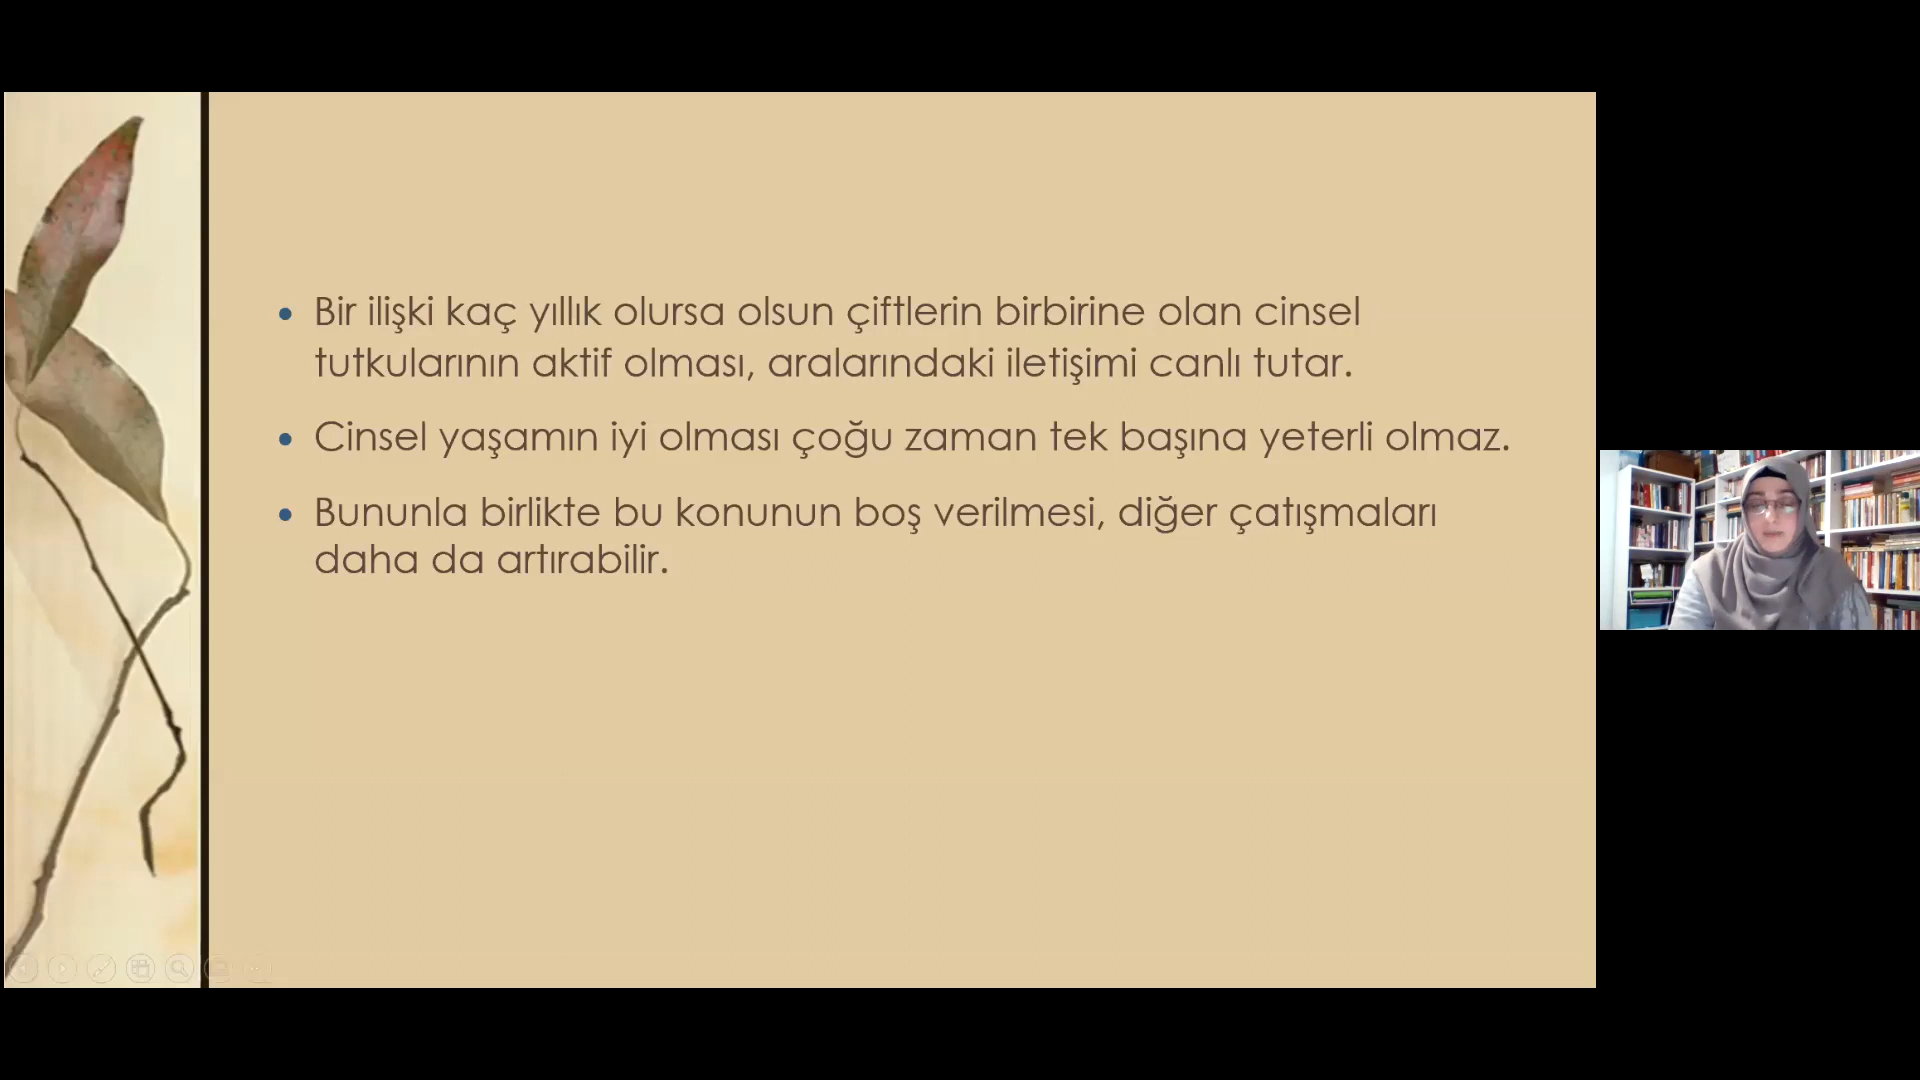 Bir ilişki kaç yıllık olursa olsun çiftlerin birbirine olan cinsel
tutkularının aktif olması, aralarındaki iletişimi canlı tutar.
Cinsel yaşamın iyi olması çoğu zaman tek başına yeterli olmaz.
Bununla birlikte bu konunun boş verilmesi, diğer çatışmaları
daha da artırabilir.